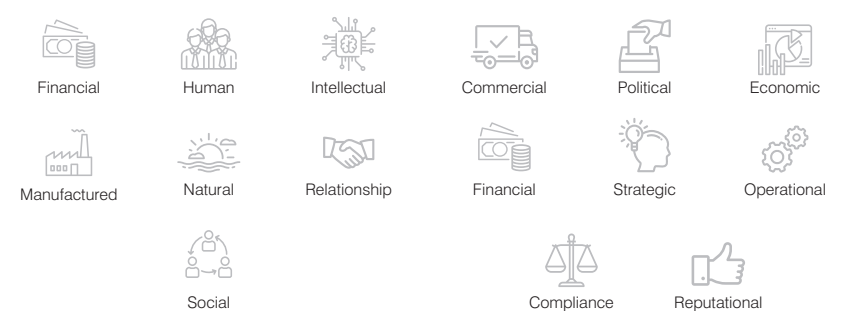 Financial
Human
Intellectual
Commercial
Political
Economic
Manufactured
Natural
Relationship
Financial
Strategic
Operational
Social
Compliance
Reputational